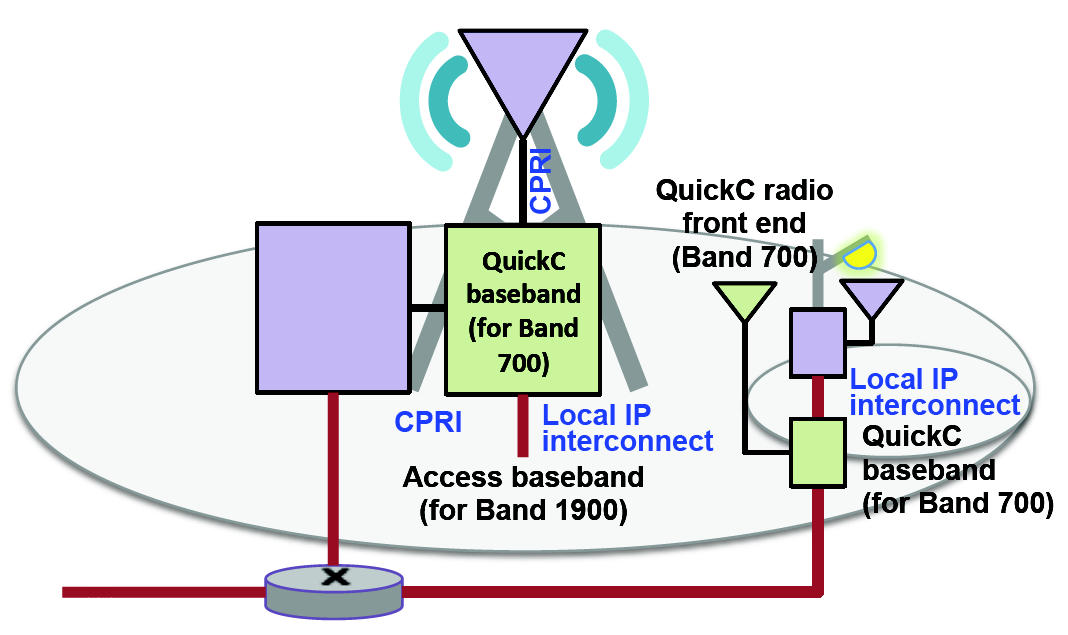 CPRI
QuickC radio
front end
(Band 700)
QuickC
baseband
(for Band
700)
CPRI
Local IP
interconnect
Local IP
interconnect
QuickC
baseband
(for Band 700)
Access baseband
(for Band 1900)
X